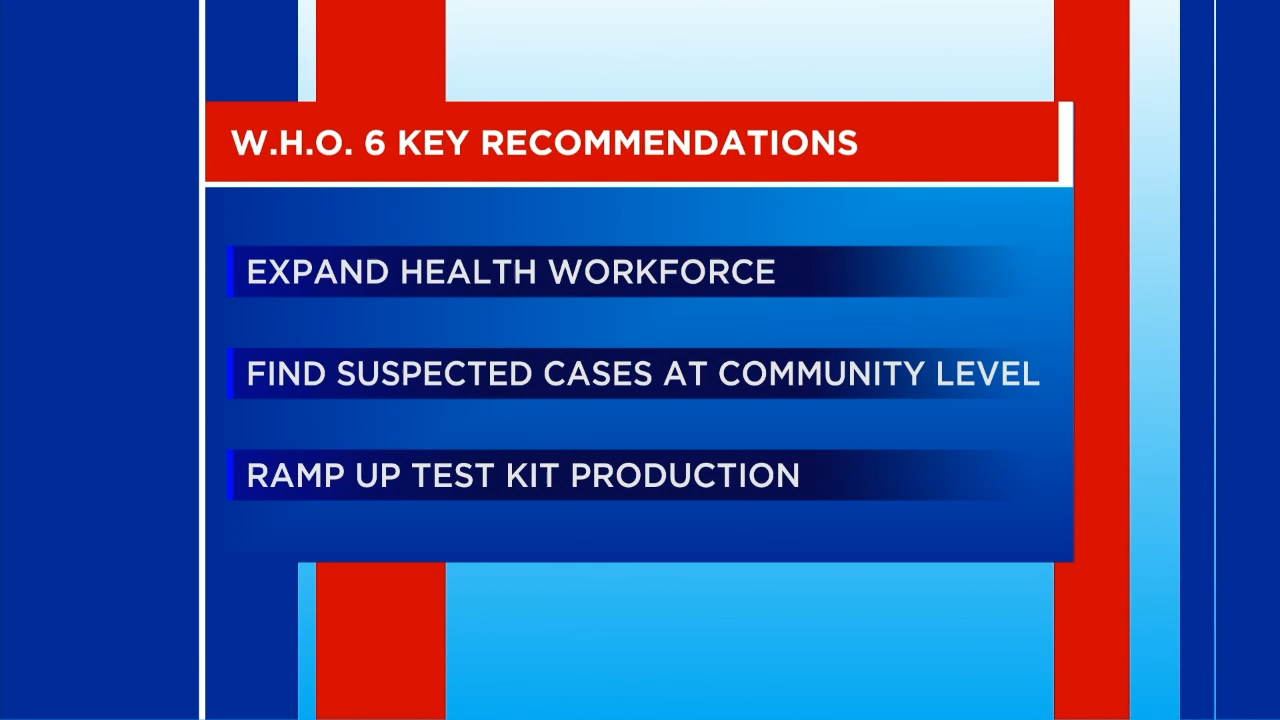 W.H.O. 6 KEY RECOMMENDATIONS
EXPAND HEALTH WORKFORCE
FIND SUSPECTED CASES AT COMMUNITY LEVEL
RAMP UP TEST KIT PRODUCTION